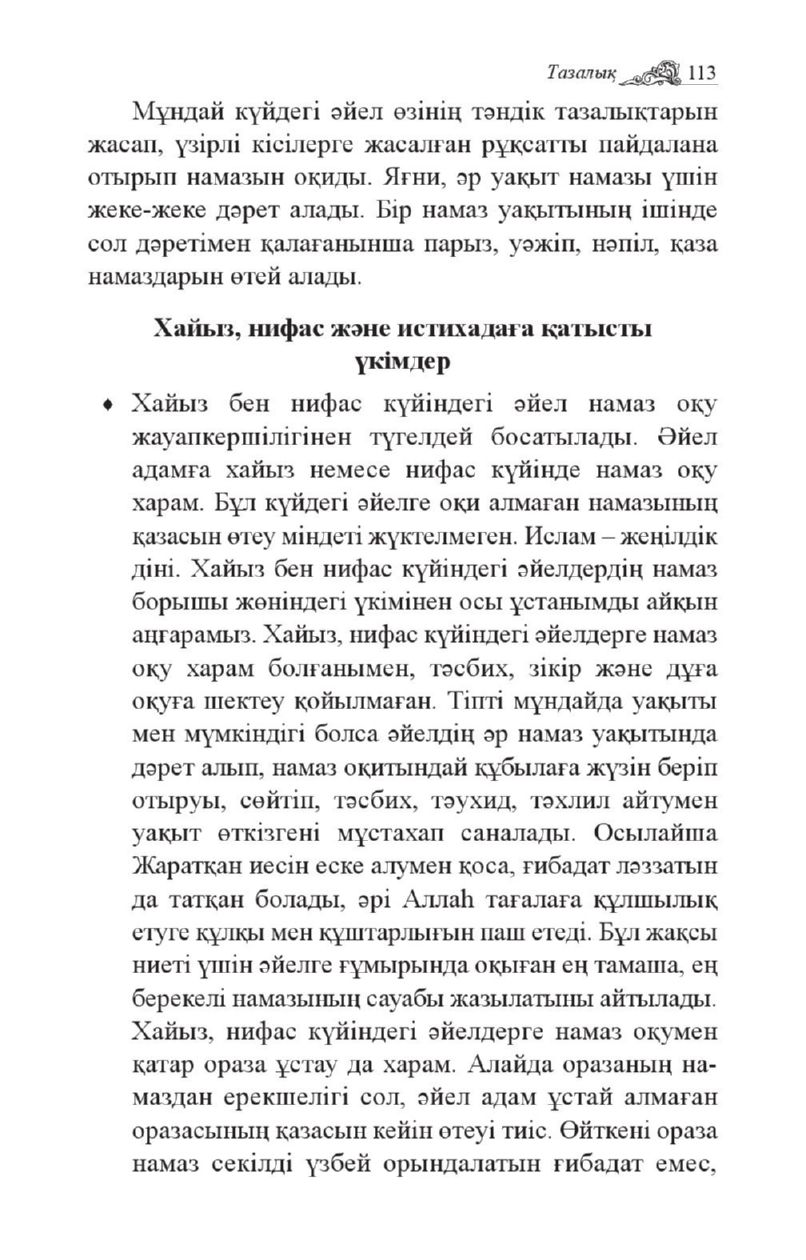 Тазалық 113
Мұндай күйдегі әйел өзінің тәндік тазалықтарын
жасап, үзірлі кісілерге жасалған рұқсатты пайдалана
отырып намазын оқиды. Яғни, әр уақыт намазы үшін
жеке-жеке дәрет алады. Бір намаз уақытының ішінде
сол дәретімен қалағанынша парыз, уәжіп, нәпіл, қаза
намаздарын өтей алады.
Хайыз, нифас және истихадаға қатысты
үкімдер
♦ Хайыз бен нифас күйіндегі әйел намаз оқу
жауапкершілігінен түгелдей босатылады. Әйел
адамға хайыз немесе нифас күйінде намаз оқу
харам. Бұл күйдегі әйелге оқи алмаған намазының
қазасын өтеу міндеті жүктелмеген. Ислам – жеңілдік
діні. Хайыз бен нифас күйіндегі әйелдердің намаз
борышы жөніндегі үкімінен осы ұстанымды айқын
аңғарамыз. Хайыз, нифас күйіндегі әйелдерге намаз
оқу харам болғанымен, тәсбих, зікір және дұға
оқуға шектеу қойылмаған. Тіпті мұндайда уақыты
мен мүмкіндігі болса әйелдің әр намаз уақытында
дәрет алып, намаз оқитындай құбылаға жүзін беріп
отыруы, сөйтіп, тәсбих, тәухид, тәхлил айтумен
уақыт өткізгені мұстахап саналады. Осылайша
Жаратқан иесін еске алумен қоса, ғибадат ләззатын
да татқан болады, әрі Аллаһ тағалаға құлшылық
етуге құлқы мен құштарлығын паш етеді. Бұл жақсы
ниеті үшін әйелге ғұмырында оқыған ең тамаша, ең
берекелі намазының сауабы жазылатыны айтылады.
Хайыз, нифас күйіндегі әйелдерге намаз оқумен
қатар ораза ұстау да харам. Алайда оразаның на-
маздан ерекшелігі сол, әйел адам ұстай алмаған
оразасының қазасын кейін өтеуі тиіс. Өйткені ораза
намаз секілді үзбей орындалатын ғибадат емес,